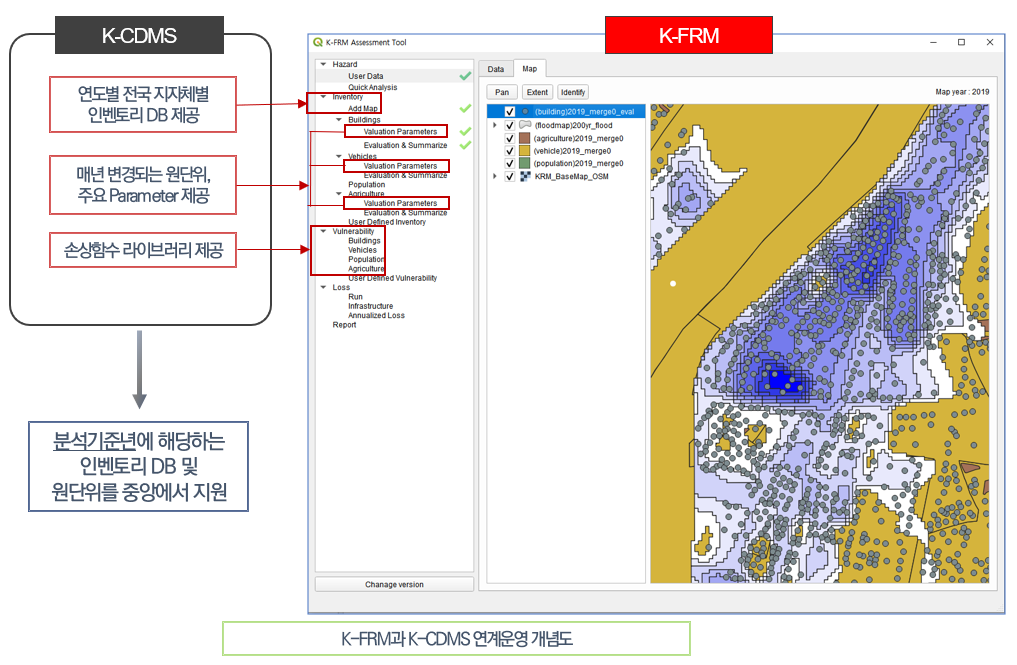 K-CDMS
연도별 전국 지자체별
인벤토리 DB 제공
매년 변경되는 원단위,
주요 Parameter 제공
손상함수 라이브러리 제공
분석기준년에 해당하는
인벤토리 DB 및
원단위를 중앙에서 지원
K-FRM
K-FRM Assessment Tool
Hazard
User Data
Quick Analysis
Inventory
Add Map
Buildings
Valuation Parameters
Evaluation & Summarize
Vehicles
Valuation Parameters
Evaluation & Summarize
Population
Agriculture
Valuation Parameters
Evaluation & Summarize
User Defined Inventory
Vulnerability
Buildings
Vehicles
Population
Agriculture
User Defined Vulnerability
Loss
Run
Infrastructure
Annualized Loss
Report
Change version
Data Map
Pan Extent Identify
Map year : 2019
(building)2019_merge0_eval
(floodmap)200yr_flood
(agriculture)2019_merge0
(vehicle)2019_merge0
(population)2019_merge0
KRM_BaseMap_OSM
K-FRM과 K-CDMS 연계운영 개념도